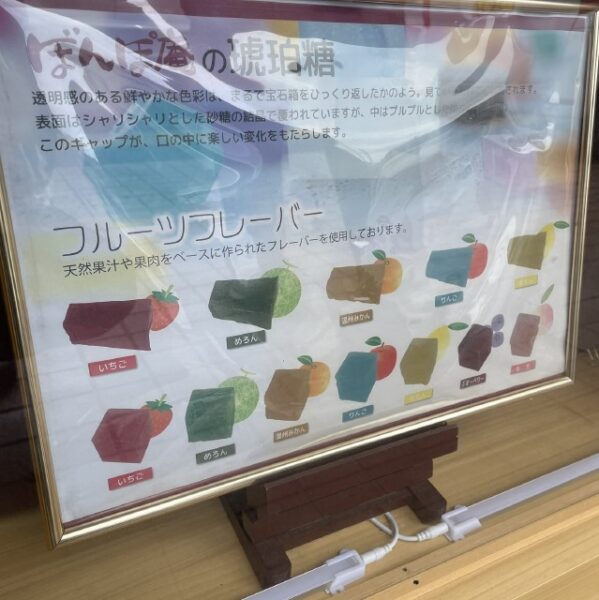 ばんぽ庵の琥珀糖
透明感のある鮮やかな色彩は、まるで宝石箱をひっくり返したかのよう。見て
表面はシャリシャリとした砂糖の結晶で覆われていますが、中はプルプルとし
このギャップが、口の中に楽しい変化をもたらします。
フルーツフレーバー
天然果汁や果肉をベースに作られたフレーバーを使用しております。
いちご めろん 温州みかん りんご
いちご めろん 温州みかん りんご ブルーベリー